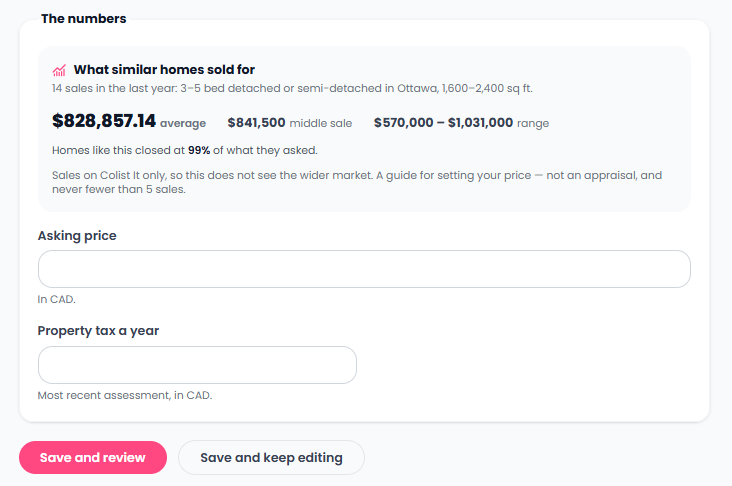 The numbers
What similar homes sold for
14 sales in the last year: 3–5 bed detached or semi-detached in Ottawa, 1,600–2,400 sq ft.
$828,857.14 average $841,500 middle sale $570,000 – $1,031,000 range
Homes like this closed at 99% of what they asked.
Sales on Colist It only, so this does not see the wider market. A guide for setting your price — not an appraisal, and
never fewer than 5 sales.
Asking price
In CAD.
Property tax a year
Most recent assessment, in CAD.
Save and review Save and keep editing